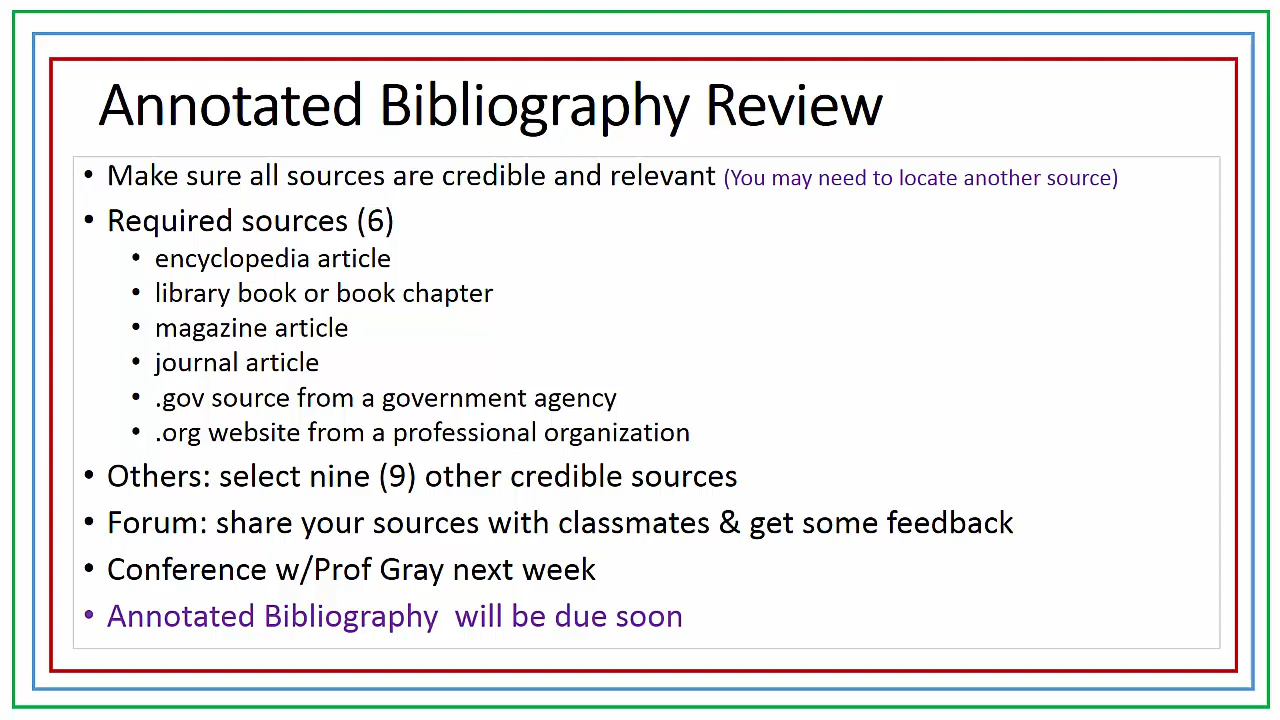 Annotated Bibliography Review
• Make sure all sources are credible and relevant (You may need to locate another source)
• Required sources (6)
• encyclopedia article
• library book or book chapter
• magazine article
• journal article
• .gov source from a government agency
• .org website from a professional organization
• Others: select nine (9) other credible sources
• Forum: share your sources with classmates & get some feedback
• Conference w/Prof Gray next week
• Annotated Bibliography  will be due soon